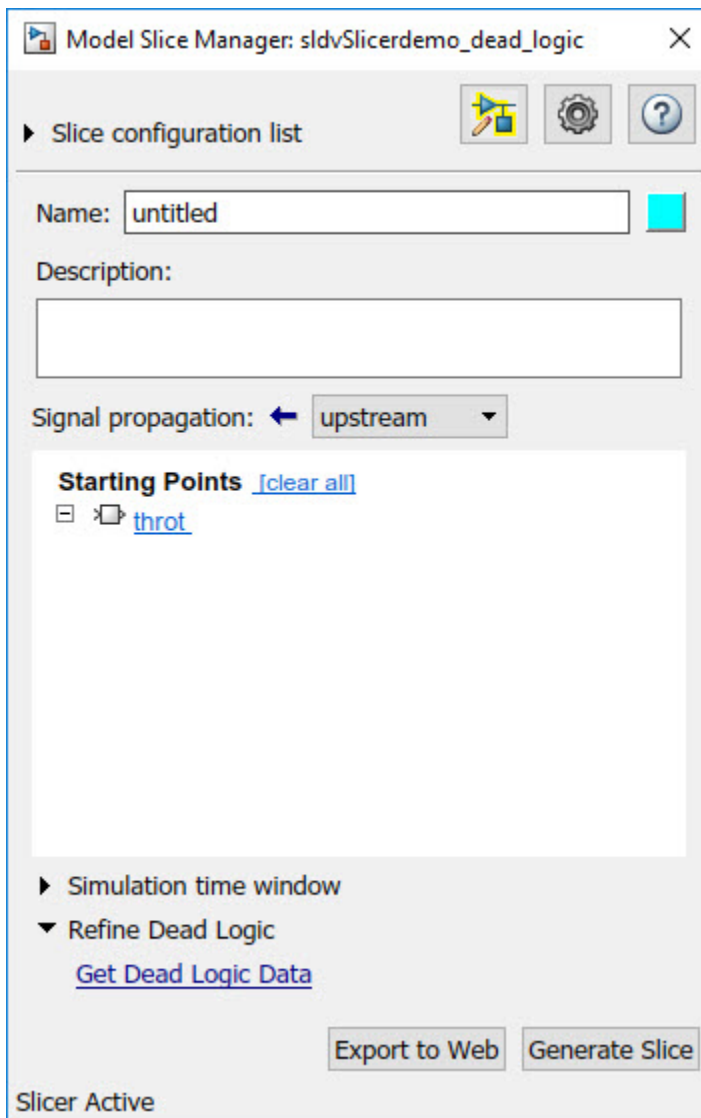 Model Slice Manager: sldvSlicerdemo_dead_logic
Slice configuration list
?
Name: untitled
Description:
Signal propagation: upstream
Starting Points [clear all]
throt
Simulation time window
Refine Dead Logic
Get Dead Logic Data
Export to Web Generate Slice
Slicer Active